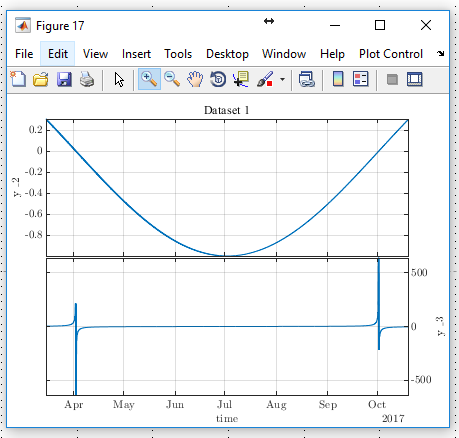 Figure 17
File Edit View Insert Tools Desktop Window Help Plot Control
Dataset 1
0.2
0
-0.2
-0.4
-0.6
-0.8
y_2
500
0
-500
y_3
Apr May Jun Jul Aug Sep Oct
time 2017